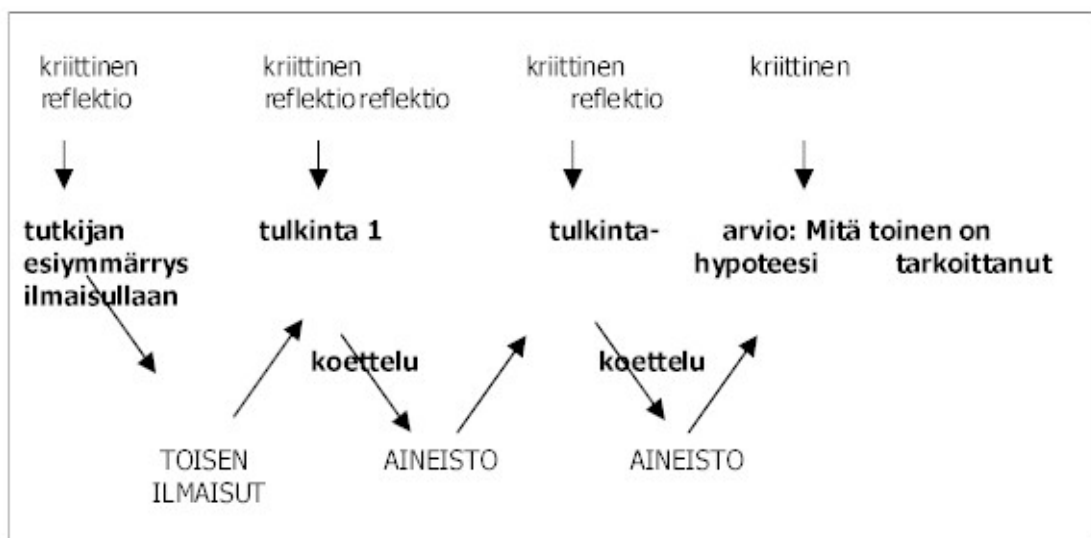 kriittinen kriittinen kriittinen kriittinen
reflektio reflektio reflektio reflektio
tutkijan tulkinta 1 tulkinta- arvio: Mitä toinen on
esiymmärrys hypoteesi tarkoittanut
ilmaisullaan
koettelu koettelu
TOISEN AINEISTO AINEISTO
ILMAISUT